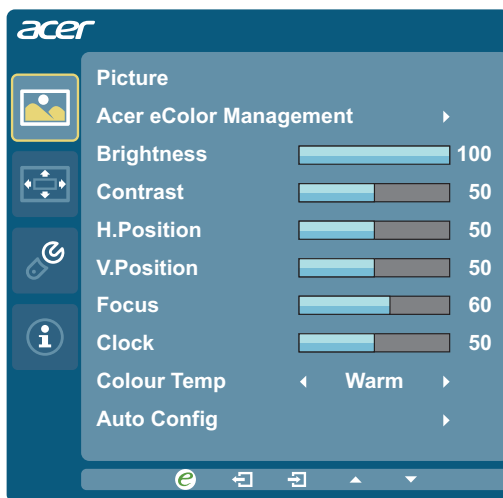 acer
Picture
Acer eColor Management
Brightness 100
Contrast 50
H.Position 50
V.Position 50
Focus 60
Clock 50
Colour Temp Warm
Auto Config
e